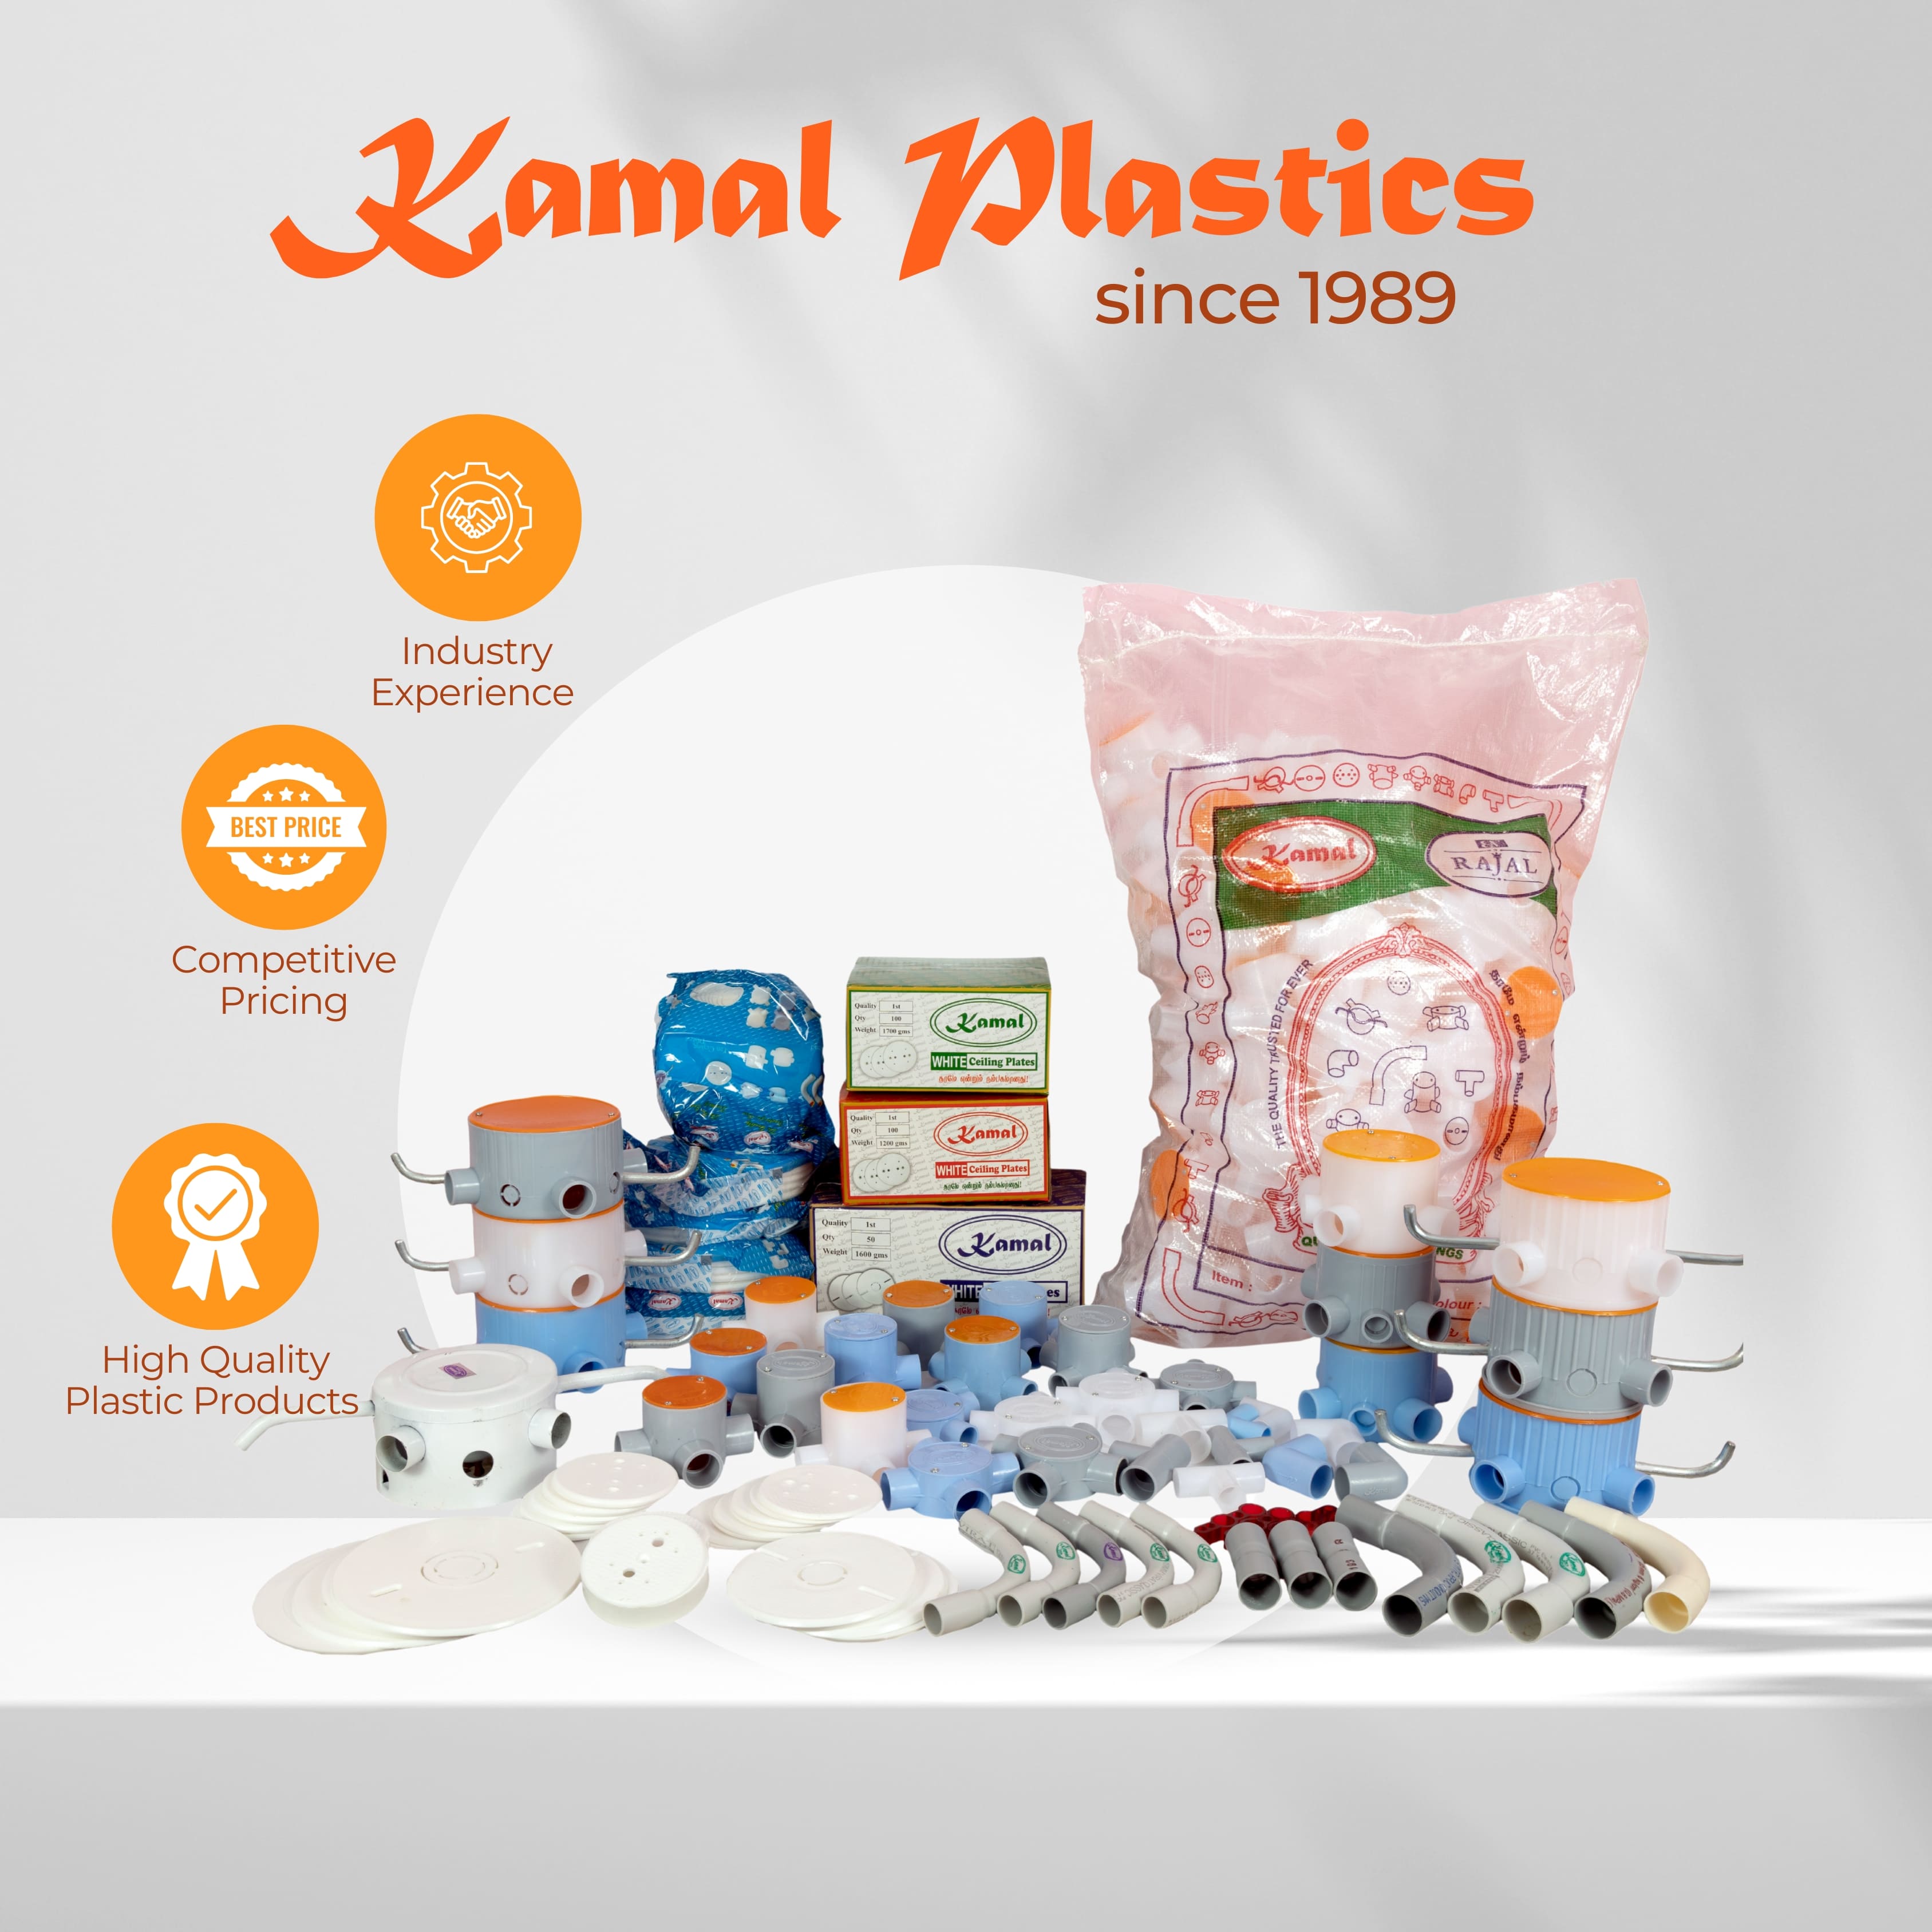 Kamal Plastics
since 1989
Industry
Experience
BEST PRICE
Competitive
Pricing
High Quality
Plastic Products
Kamal
RAJAL
THE QUALITY TRUSTED FOR EVER
Item :
Quality 1st
Qty 100
Weight 1700 gms
Kamal
WHITE Ceiling Plates
Quality 1st
Qty 100
Weight 1200 gms
Kamal
WHITE Ceiling Plates
Quality 1st
Qty 50
Weight 1600 gms
Kamal